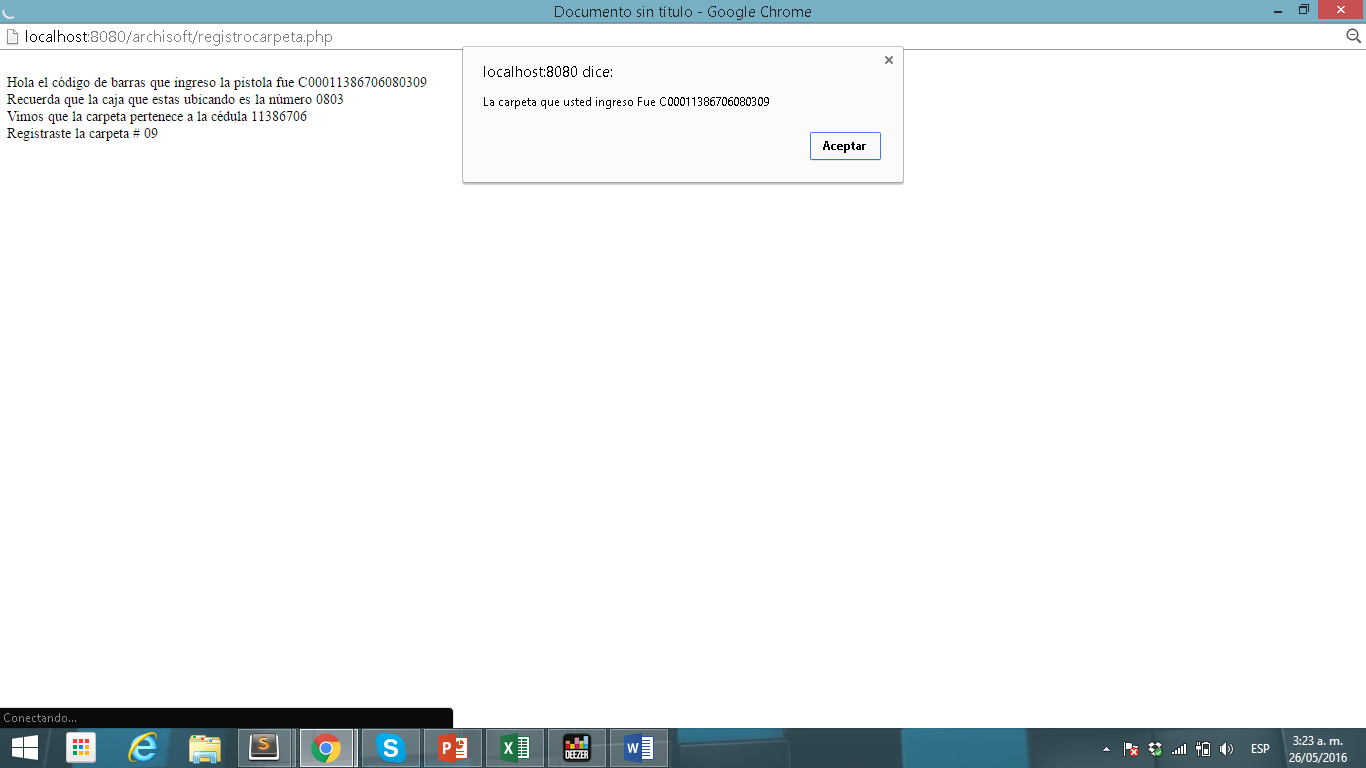 Documento sin título - Google Chrome
localhost:8080/archisoft/registrocarpeta.php
Hola el código de barras que ingreso la pistola fue C00011386706080309
Recuerda que la caja que estas ubicando es la número 0803
Vimos que la carpeta pertenece a la cédula 11386706
Registraste la carpeta # 09
localhost:8080 dice:
La carpeta que usted ingreso Fue C00011386706080309
Aceptar
Conectando...
DEEZER
ESP
3:23 a. m.
26/05/2016